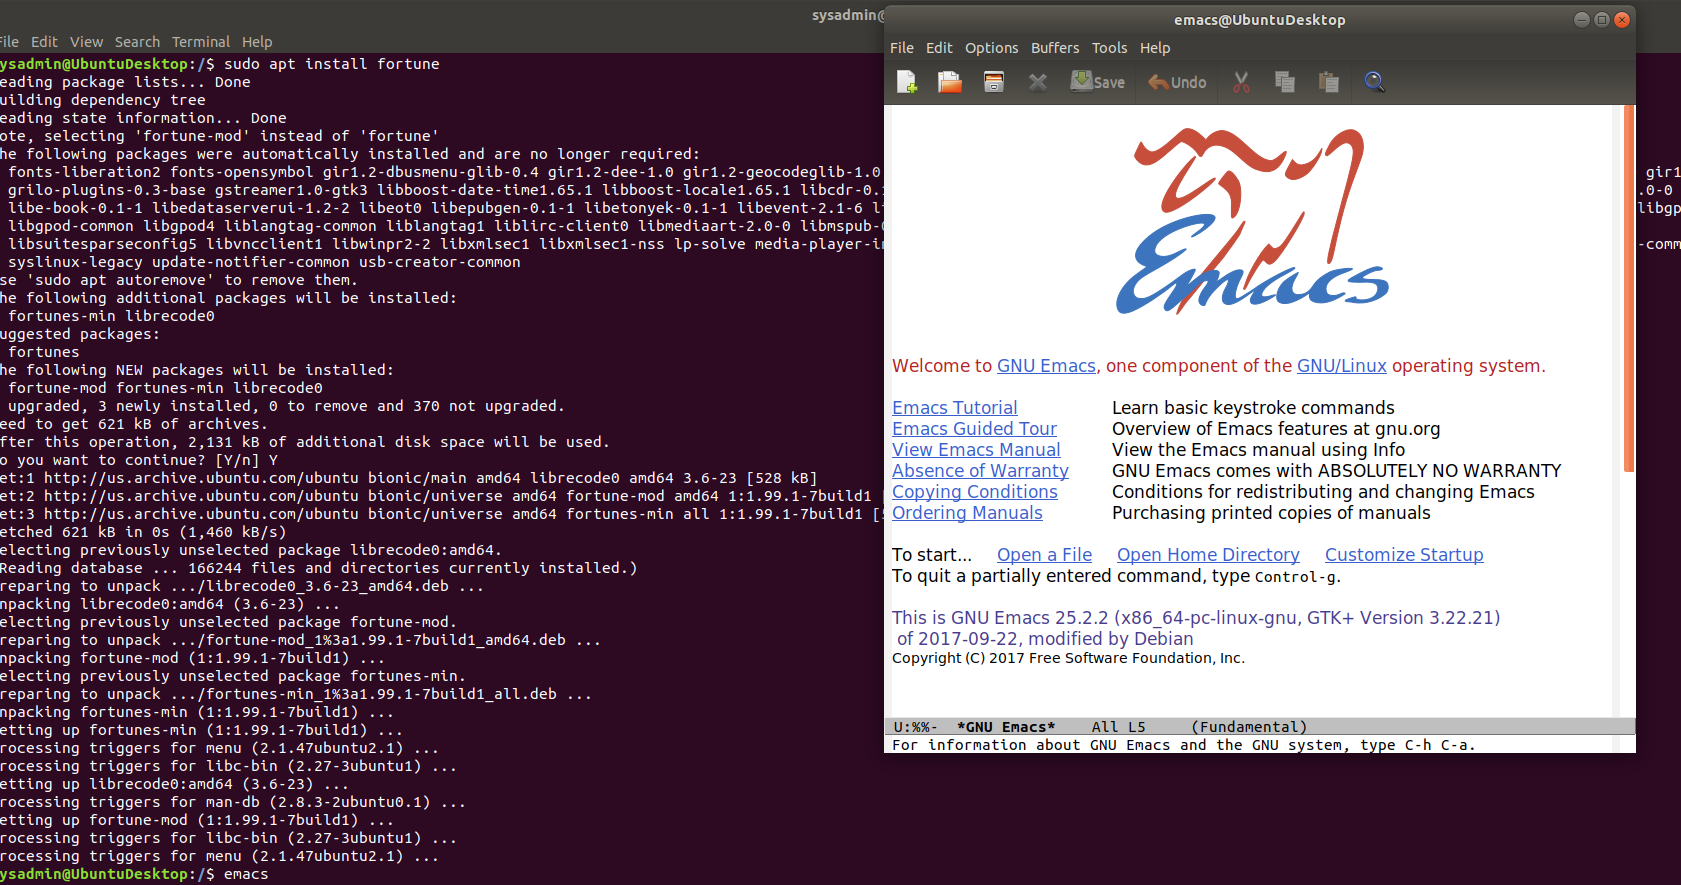 sysadmin@
File Edit View Search Terminal Help
ysadmin@UbuntuDesktop:/$ sudo apt install fortune
eading package lists... Done
uilding dependency tree
eading state information... Done
ote, selecting 'fortune-mod' instead of 'fortune'
he following packages were automatically installed and are no longer required:
fonts-liberation2 fonts-opensymbol gir1.2-dbusmenu-glib-0.4 gir1.2-dee-1.0 gir1.2-geocodeglib-1.0 gir1
grilo-plugins-0.3-base gstreamer1.0-gtk3 libboost-date-time1.65.1 libboost-locale1.65.1 libcdr-0.1 .0-0
libe-book-0.1-1 libedataserverui-1.2-2 libeot0 libepubgen-0.1-1 libetonyek-0.1-1 libevent-2.1-6 li libgp
libgpod-common libgpod4 liblangtag-common liblangtag1 liblirc-client0 libmediaart-2.0-0 libmspub-0
libsuitesparseconfig5 libvncclient1 libwinpr2-2 libxmlsec1 libxmlsec1-nss lp-solve media-player-in -comm
syslinux-legacy update-notifier-common usb-creator-common
se 'sudo apt autoremove' to remove them.
he following additional packages will be installed:
fortunes-min librecode0
uggested packages:
fortunes
he following NEW packages will be installed:
fortune-mod fortunes-min librecode0
upgraded, 3 newly installed, 0 to remove and 370 not upgraded.
eed to get 621 kB of archives.
fter this operation, 2,131 kB of additional disk space will be used.
o you want to continue? [Y/n] Y
et:1 http://us.archive.ubuntu.com/ubuntu bionic/main amd64 librecode0 amd64 3.6-23 [528 kB]
et:2 http://us.archive.ubuntu.com/ubuntu bionic/universe amd64 fortune-mod amd64 1:1.99.1-7build1
et:3 http://us.archive.ubuntu.com/ubuntu bionic/universe amd64 fortunes-min all 1:1.99.1-7build1 [
etched 621 kB in 0s (1,460 kB/s)
electing previously unselected package librecode0:amd64.
Reading database ... 166244 files and directories currently installed.)
reparing to unpack .../librecode0_3.6-23_amd64.deb ...
npacking librecode0:amd64 (3.6-23) ...
electing previously unselected package fortune-mod.
reparing to unpack .../fortune-mod_1%3a1.99.1-7build1_amd64.deb ...
npacking fortune-mod (1:1.99.1-7build1) ...
electing previously unselected package fortunes-min.
reparing to unpack .../fortunes-min_1%3a1.99.1-7build1_all.deb ...
npacking fortunes-min (1:1.99.1-7build1) ...
etting up fortunes-min (1:1.99.1-7build1) ...
rocessing triggers for menu (2.1.47ubuntu2.1) ...
rocessing triggers for libc-bin (2.27-3ubuntu1) ...
etting up librecode0:amd64 (3.6-23) ...
rocessing triggers for man-db (2.8.3-2ubuntu0.1) ...
etting up fortune-mod (1:1.99.1-7build1) ...
rocessing triggers for libc-bin (2.27-3ubuntu1) ...
rocessing triggers for menu (2.1.47ubuntu2.1) ...
ysadmin@UbuntuDesktop:/$ emacs
emacs@UbuntuDesktop
File Edit Options Buffers Tools Help
Save Undo
Emacs
Welcome to GNU Emacs, one component of the GNU/Linux operating system.
Emacs Tutorial Learn basic keystroke commands
Emacs Guided Tour Overview of Emacs features at gnu.org
View Emacs Manual View the Emacs manual using Info
Absence of Warranty GNU Emacs comes with ABSOLUTELY NO WARRANTY
Copying Conditions Conditions for redistributing and changing Emacs
Ordering Manuals Purchasing printed copies of manuals
To start... Open a File Open Home Directory Customize Startup
To quit a partially entered command, type Control-g.
This is GNU Emacs 25.2.2 (x86_64-pc-linux-gnu, GTK+ Version 3.22.21)
of 2017-09-22, modified by Debian
Copyright (C) 2017 Free Software Foundation, Inc.
U:%%- *GNU Emacs* All L5 (Fundamental)
For information about GNU Emacs and the GNU system, type C-h C-a.